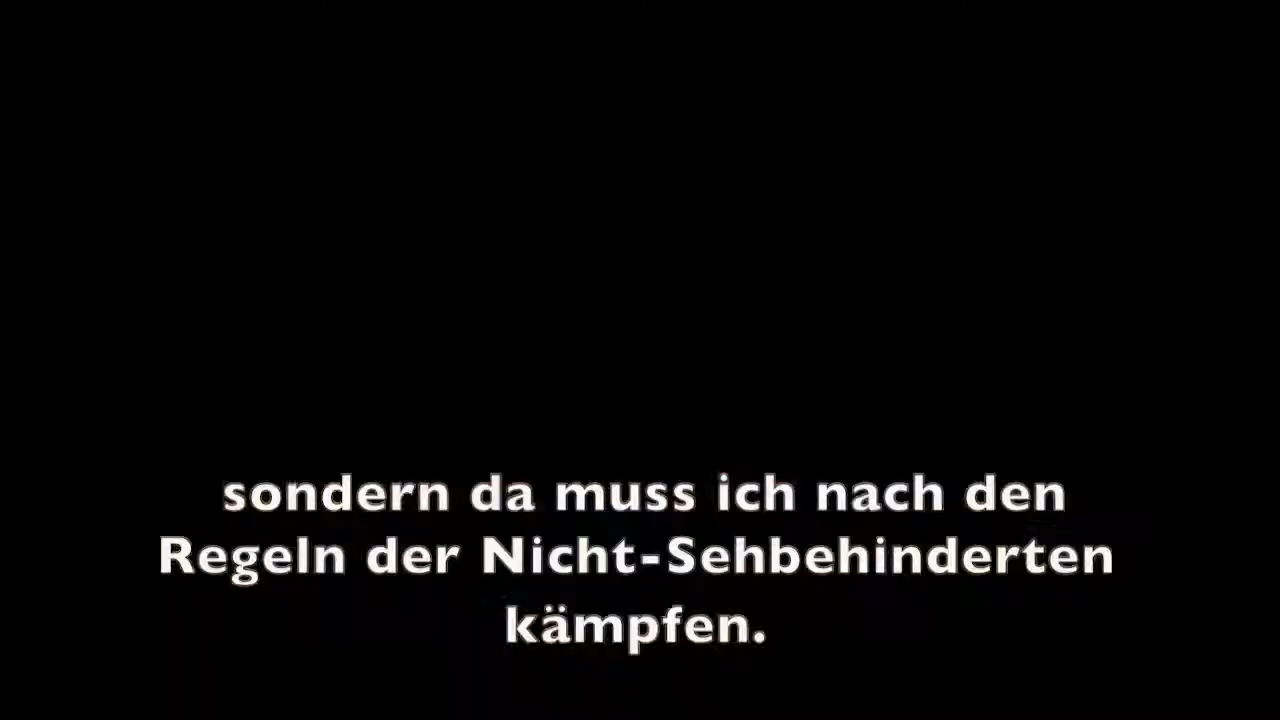 sondern da muss ich nach den
Regeln der Nicht-Sehbehinderten
kämpfen.